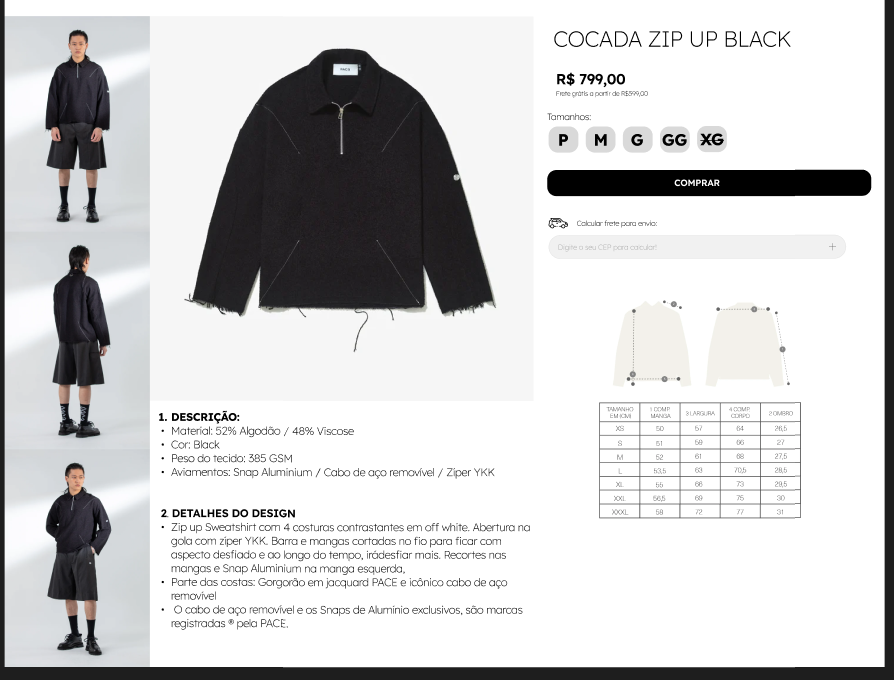 COCADA ZIP UP BLACK
R$ 799,00
Frete grátis a partir de R$599,00
Tamanhos:
P M G GG XG
COMPRAR
Calcular frete para envio:
Digite o seu CEP para calcular! +
PACE
1. DESCRIÇÃO:
• Material: 52% Algodão / 48% Viscose
• Cor: Black
• Peso do tecido: 385 GSM
• Aviamentos: Snap Aluminium / Cabo de aço removível / Ziper YKK
2. DETALHES DO DESIGN
• Zip up Sweatshirt com 4 costuras contrastantes em off white. Abertura na
gola com ziper YKK. Barra e mangas cortadas no fio para ficar com
aspecto desfiado e ao longo do tempo, irádesfiar mais. Recortes nas
mangas e Snap Aluminium na manga esquerda,
• Parte das costas: Gorgorão em jacquard PACE e icônico cabo de aço
removível
• O cabo de aço removível e os Snaps de Alumínio exclusivos, são marcas
registradas ® pela PACE.
TAMANHO EM (CM) 1 COMP. MANGA 3 LARGURA 4 COMP. CORPO 2 OMBRO
XS 50 57 64 26,5
S 51 59 66 27
M 52 61 68 27,5
L 53,5 63 70,5 28,5
XL 55 66 73 29,5
XXL 56,5 69 75 30
XXXL 58 72 77 31